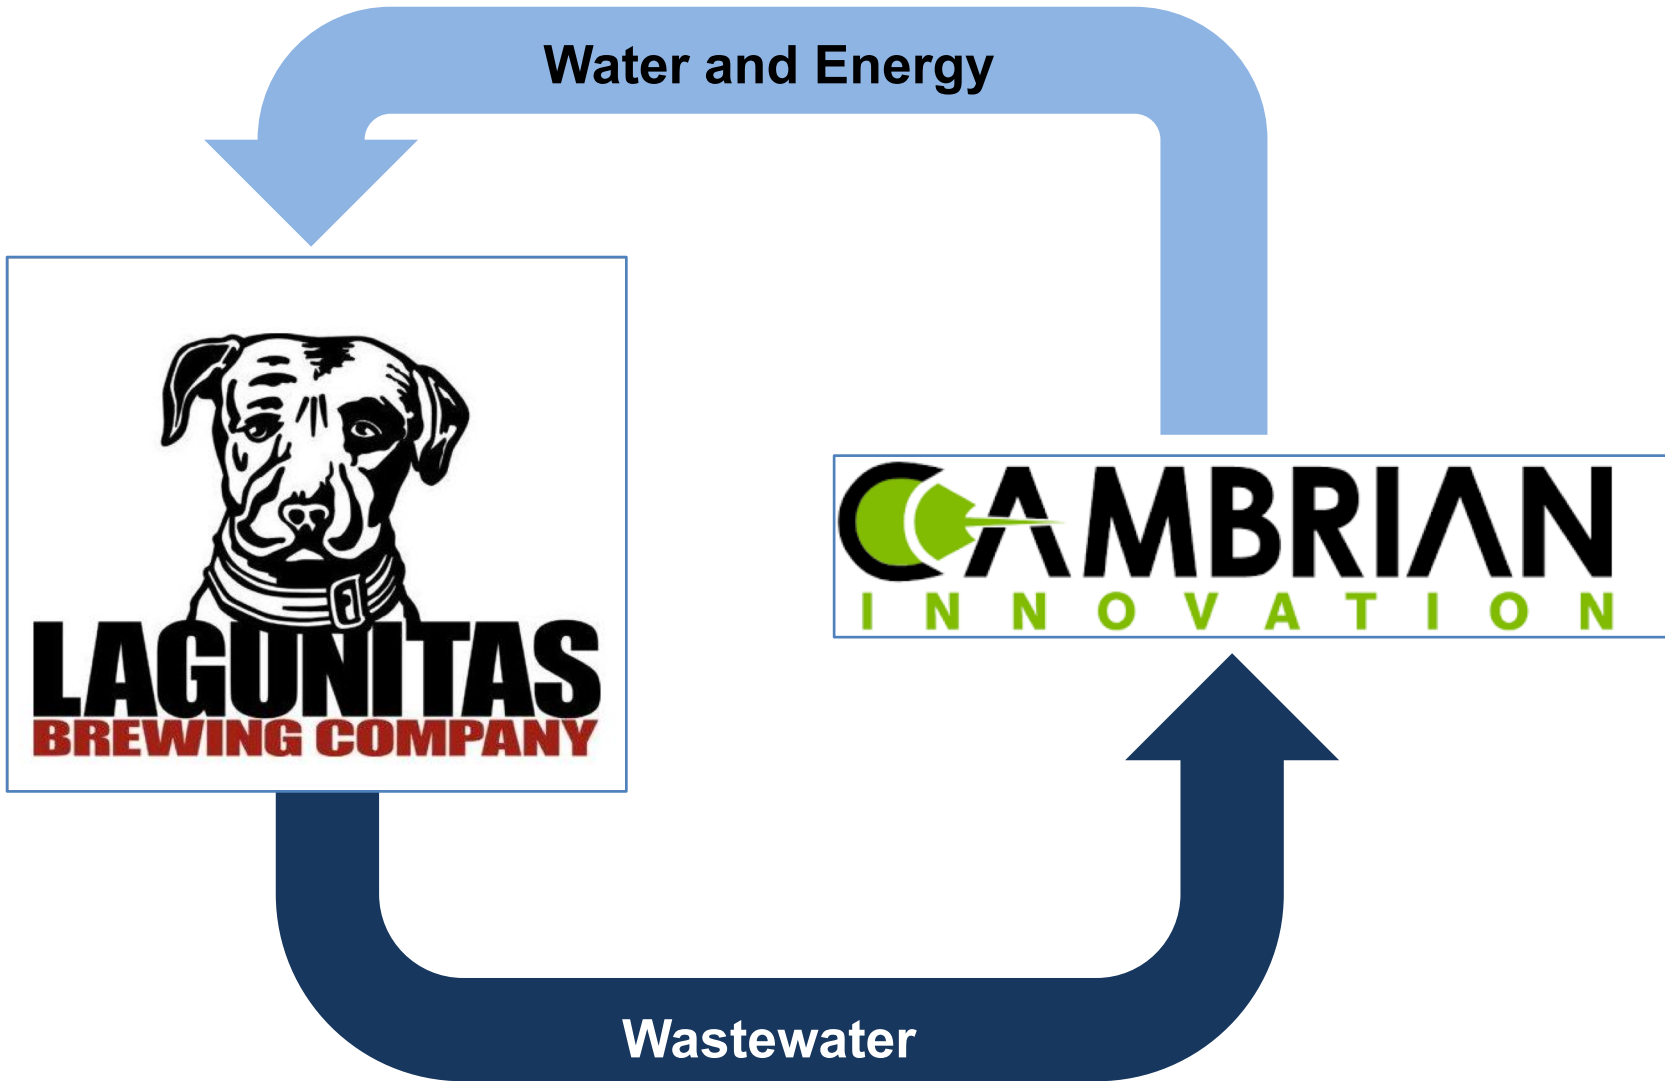 Water and Energy
LAGUNITAS
BREWING COMPANY
CAMBRIAN
INNOVATION
Wastewater